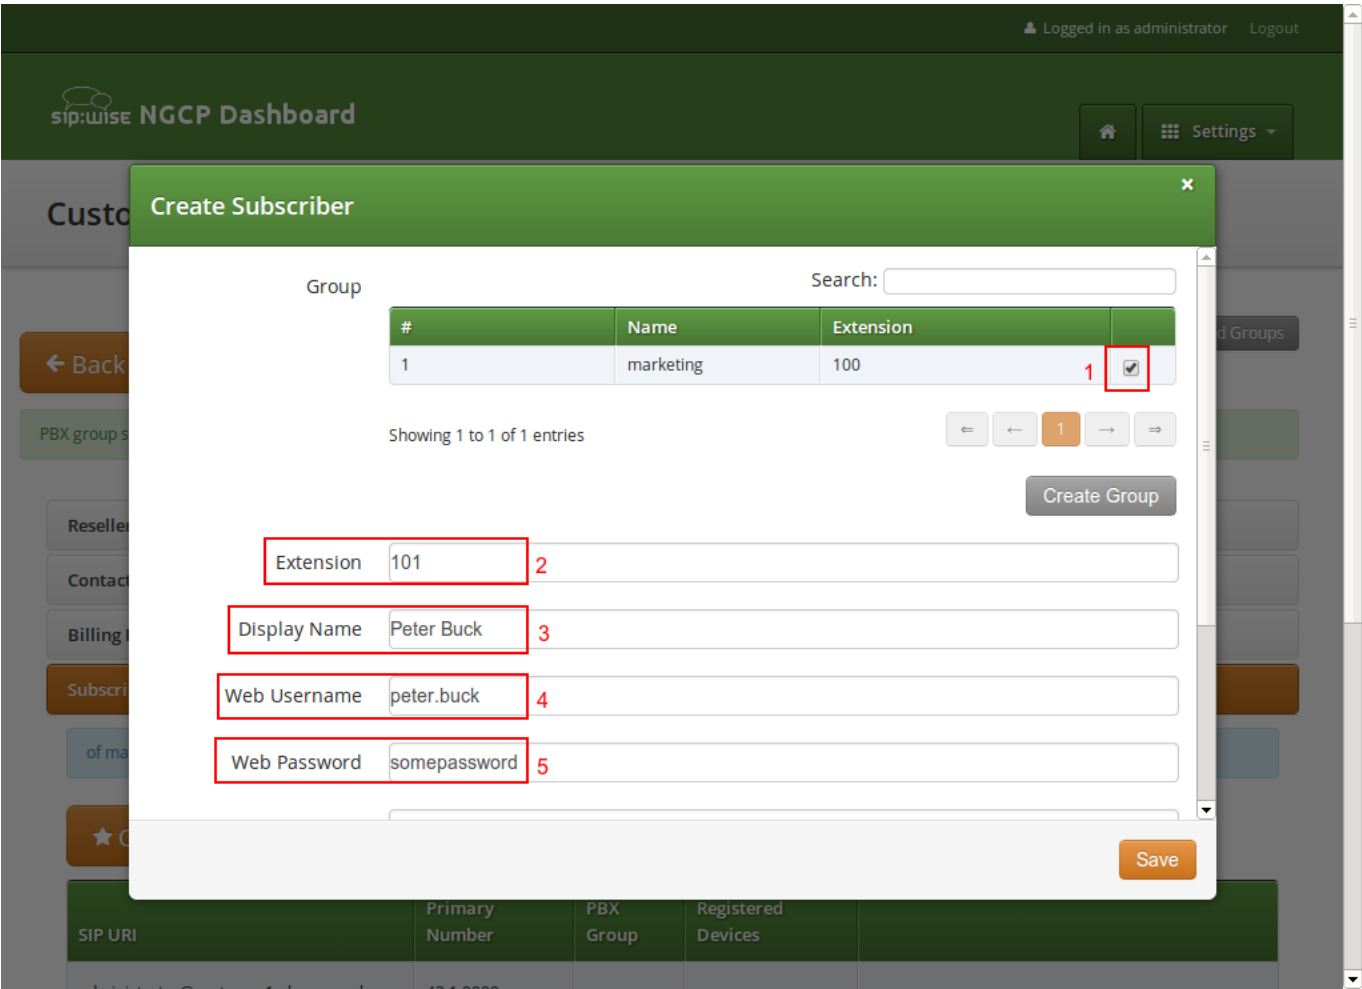 Logged in as administrator Logout
sip:wise NGCP Dashboard
Settings
Custo
Create Subscriber
×
Group
Search:
# Name Extension
1 marketing 100
1
d Groups
Back
PBX group s
Showing 1 to 1 of 1 entries
⇐ ← 1 → ⇒
Create Group
Reseller
Extension 101 2
Contact
Display Name Peter Buck 3
Billing
Web Username peter.buck 4
Subscri
Web Password somepassword 5
of ma
Save
SIP URI
Primary Number
PBX Group
Registered Devices